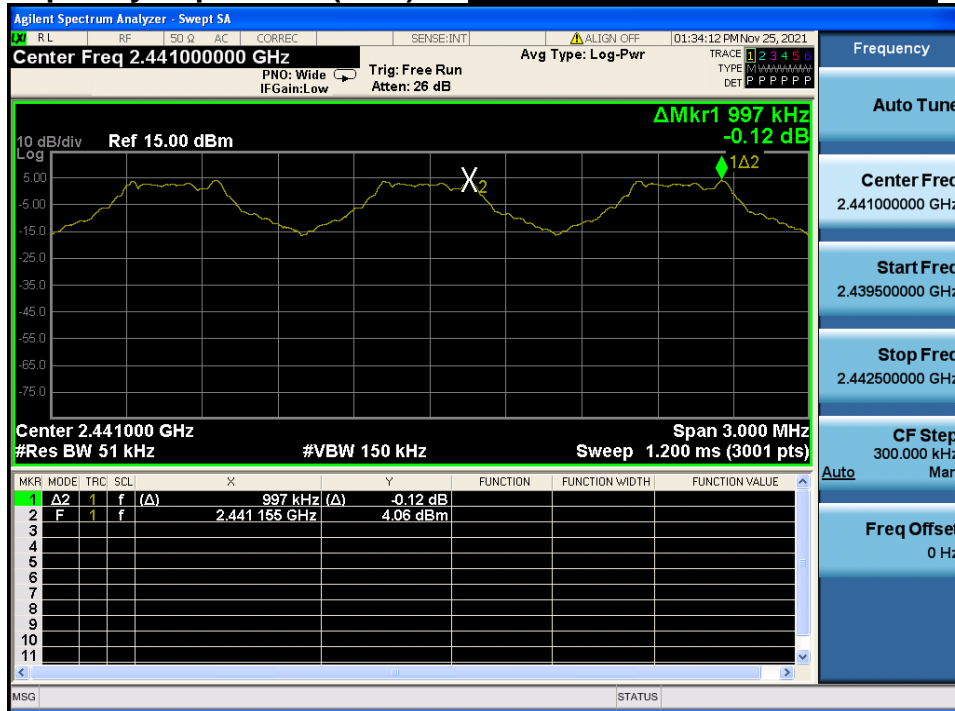 Agilent Spectrum Analyzer - Swept SA
LXI RL RF 50 Ω AC CORREC SENSE:INT ALIGN OFF 01:34:12 PM Nov 25, 2021
Center Freq 2.441000000 GHz
PNO: Wide
IFGain:Low
Trig: Free Run
Atten: 26 dB
Avg Type: Log-Pwr
TRACE 1 2 3 4 5 6
TYPE M W W W W W
DET P P P P P P
ΔMkr1 997 kHz
-0.12 dB
10 dB/div Ref 15.00 dBm
Log
1Δ2
X2
5.00
-5.00
-15.0
-25.0
-35.0
-45.0
-55.0
-65.0
-75.0
Center 2.441000 GHz Span 3.000 MHz
#Res BW 51 kHz #VBW 150 kHz Sweep 1.200 ms (3001 pts)
MKR MODE TRC SCL X Y FUNCTION FUNCTION WIDTH FUNCTION VALUE
1 Δ2 1 f (Δ) 997 kHz (Δ) -0.12 dB
2 F 1 f 2.441 155 GHz 4.06 dBm
3
4
5
6
7
8
9
10
11
MSG STATUS
Frequency
Auto Tune
Center Freq
2.441000000 GHz
Start Freq
2.439500000 GHz
Stop Freq
2.442500000 GHz
CF Step
300.000 kHz
Auto Man
Freq Offset
0 Hz